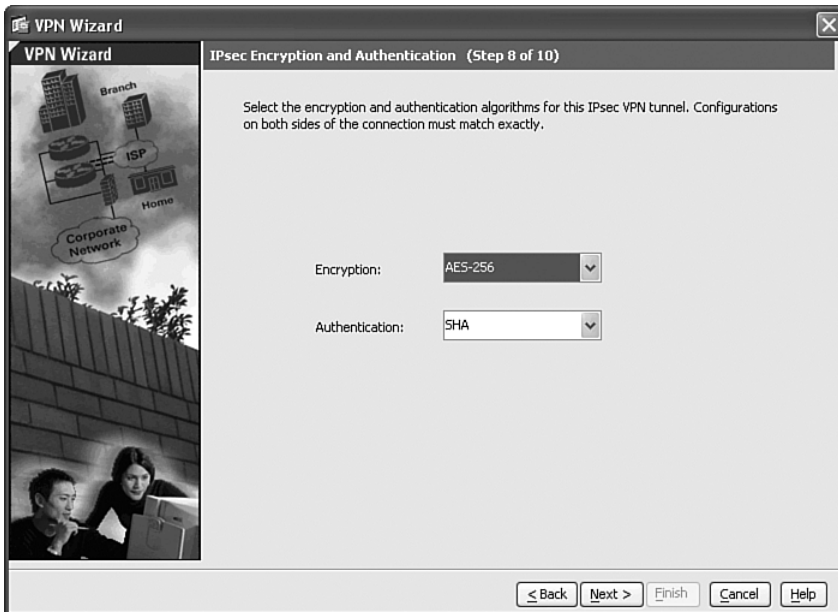 VPN Wizard
VPN Wizard
IPsec Encryption and Authentication (Step 8 of 10)
Branch
ISP
Home
Corporate
Network
Select the encryption and authentication algorithms for this IPsec VPN tunnel. Configurations
on both sides of the connection must match exactly.
Encryption: AES-256
Authentication: SHA
< Back Next > Finish Cancel Help